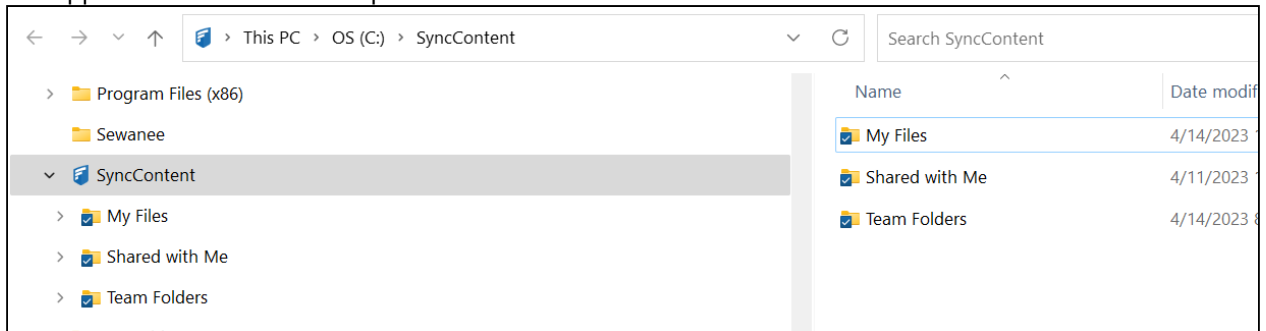 This PC > OS (C:) > SyncContent
Search SyncContent
Program Files (x86)
Sewanee
SyncContent
My Files
Shared with Me
Team Folders
Name Date modif
My Files 4/14/2023
Shared with Me 4/11/2023
Team Folders 4/14/2023